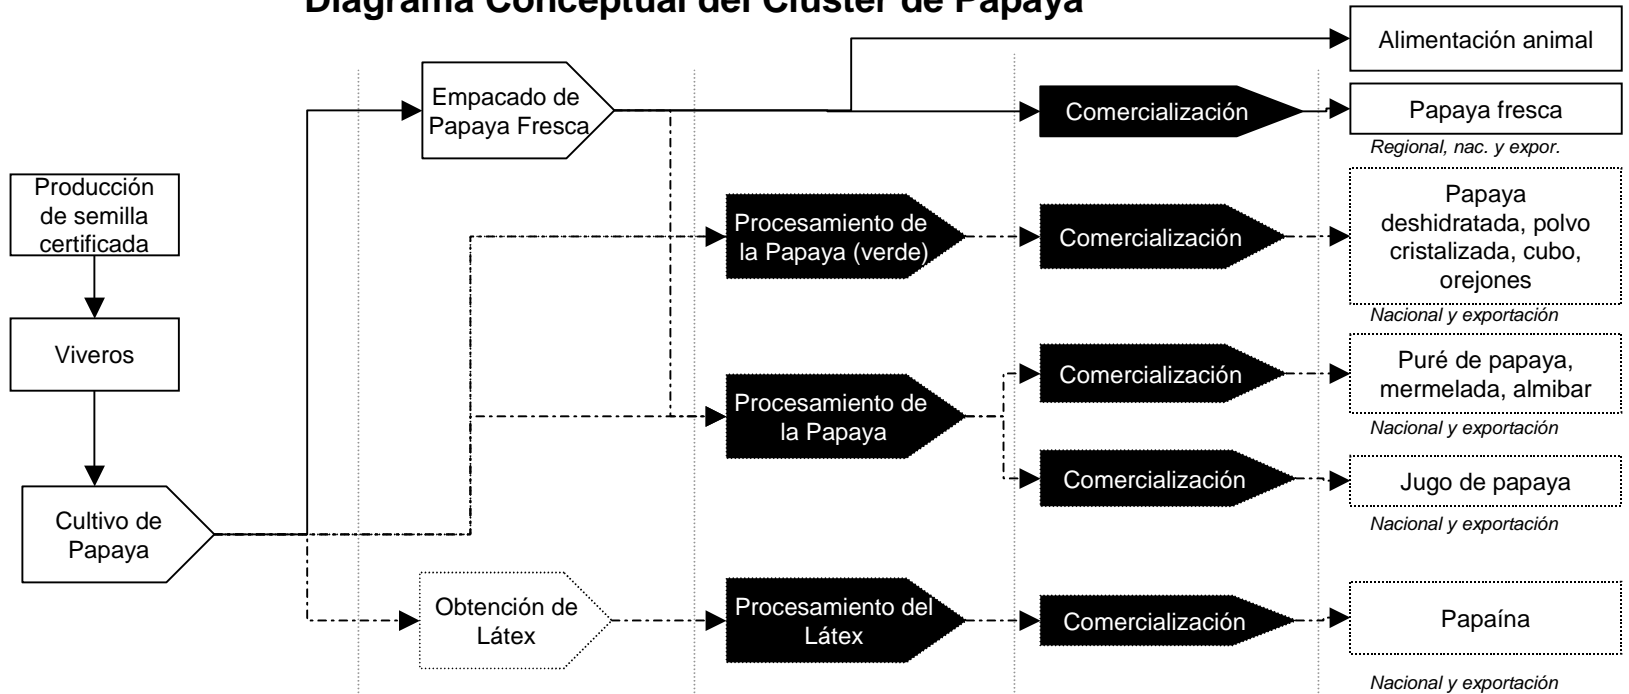 Diagrama Conceptual del Cluster de Papaya
Alimentación animal
Empacado de
Papaya Fresca
Comercialización
Papaya fresca
Regional, nac. y expor.
Producción
de semilla
certificada
Procesamiento de
la Papaya (verde)
Comercialización
Papaya
deshidratada, polvo
cristalizada, cubo,
orejones
Nacional y exportación
Viveros
Procesamiento de
la Papaya
Comercialización
Puré de papaya,
mermelada, almibar
Nacional y exportación
Comercialización
Jugo de papaya
Nacional y exportación
Cultivo de
Papaya
Obtención de
Látex
Procesamiento del
Látex
Comercialización
Papaína
Nacional y exportación